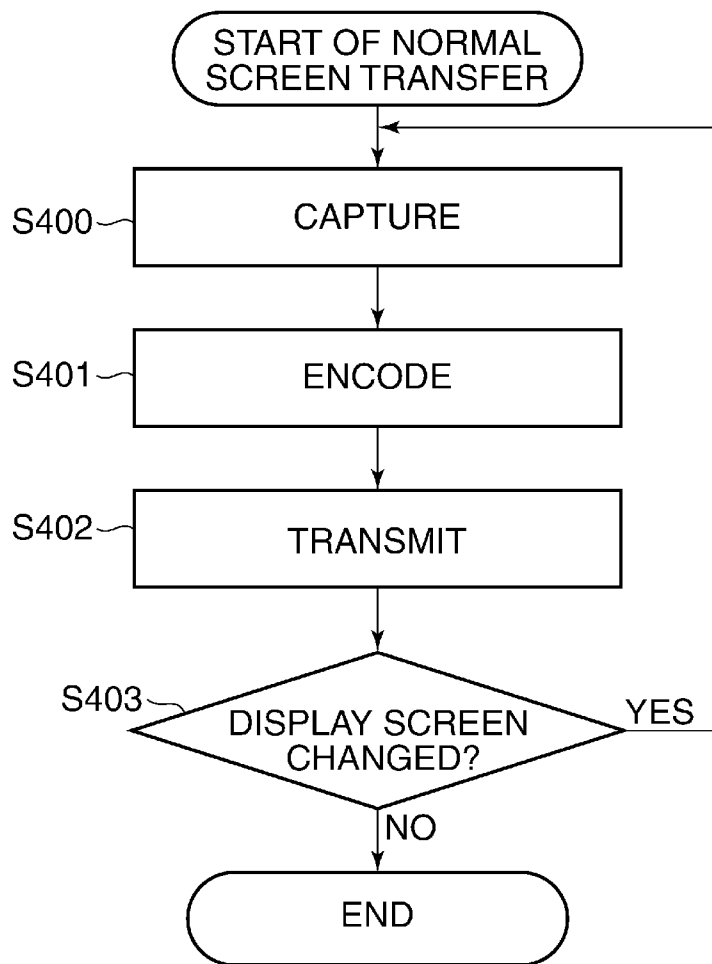 START OF NORMAL
SCREEN TRANSFER
S400
CAPTURE
S401
ENCODE
S402
TRANSMIT
S403
DISPLAY SCREEN
CHANGED?
YES
NO
END